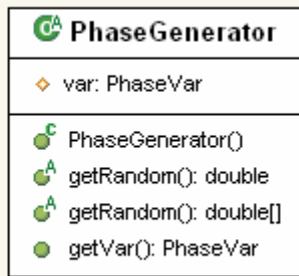 PhaseGenerator
var: PhaseVar
PhaseGenerator()
getRandom(): double
getRandom(): double[]
getVar(): PhaseVar